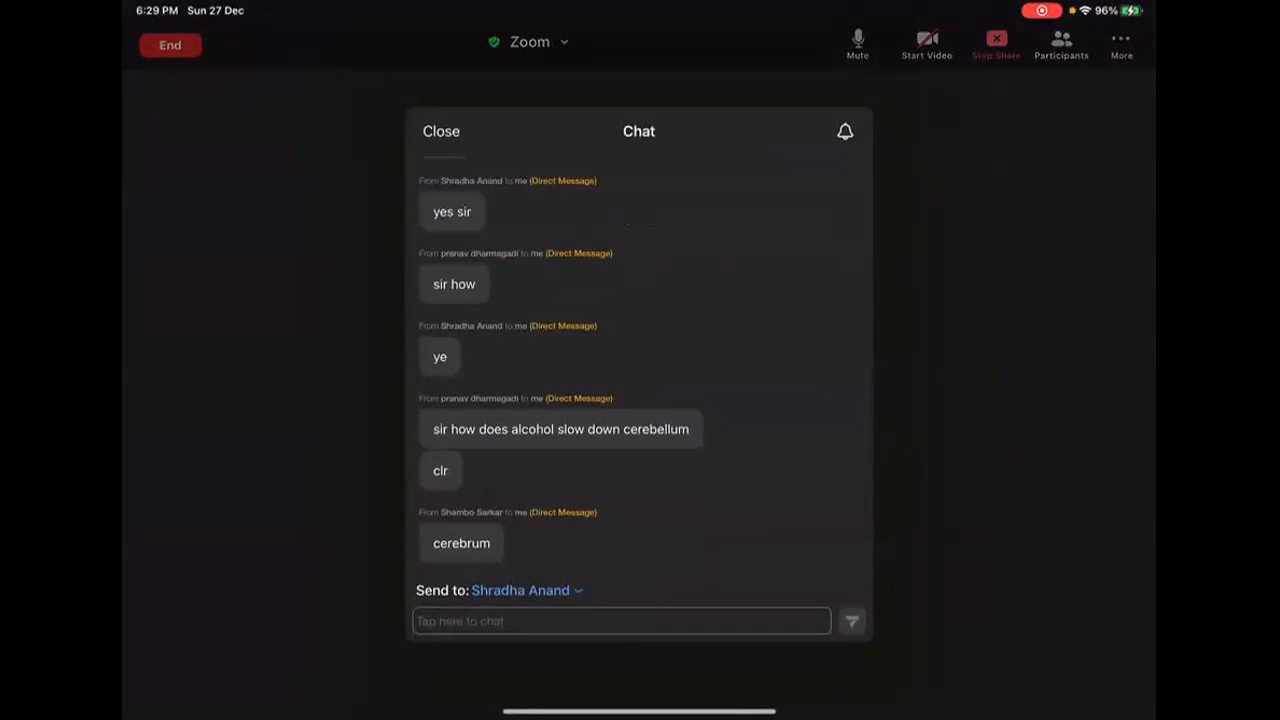 6:29 PM Sun 27 Dec
96%
End
Zoom
Mute
Start Video
Stop Share
Participants
More
Close
Chat
From Shradha Anand to me (Direct Message)
yes sir
From pranav dharmagadi to me (Direct Message)
sir how
From Shradha Anand to me (Direct Message)
ye
From pranav dharmagadi to me (Direct Message)
sir how does alcohol slow down cerebellum
clr
From Shambo Sarkar to me (Direct Message)
cerebrum
Send to: Shradha Anand
Tap here to chat